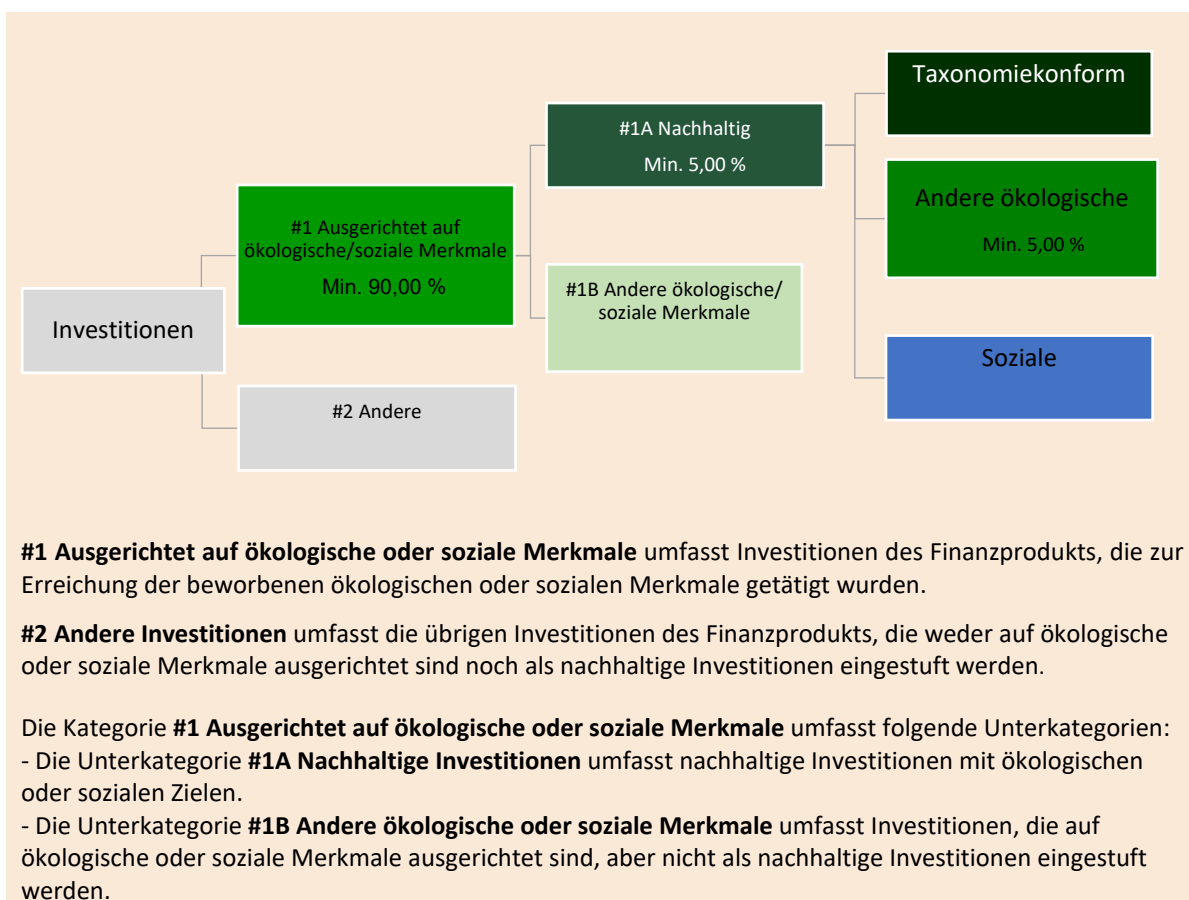 Taxonomiekonform
#1A Nachhaltig
Min. 5,00 %
Andere ökologische
Min. 5,00 %
#1 Ausgerichtet auf
ökologische/soziale Merkmale
Min. 90,00 %
#1B Andere ökologische/
soziale Merkmale
Investitionen
Soziale
#2 Andere
#1 Ausgerichtet auf ökologische oder soziale Merkmale umfasst Investitionen des Finanzprodukts, die zur
Erreichung der beworbenen ökologischen oder sozialen Merkmale getätigt wurden.
#2 Andere Investitionen umfasst die übrigen Investitionen des Finanzprodukts, die weder auf ökologische
oder soziale Merkmale ausgerichtet sind noch als nachhaltige Investitionen eingestuft werden.
Die Kategorie #1 Ausgerichtet auf ökologische oder soziale Merkmale umfasst folgende Unterkategorien:
- Die Unterkategorie #1A Nachhaltige Investitionen umfasst nachhaltige Investitionen mit ökologischen
oder sozialen Zielen.
- Die Unterkategorie #1B Andere ökologische oder soziale Merkmale umfasst Investitionen, die auf
ökologische oder soziale Merkmale ausgerichtet sind, aber nicht als nachhaltige Investitionen eingestuft
werden.